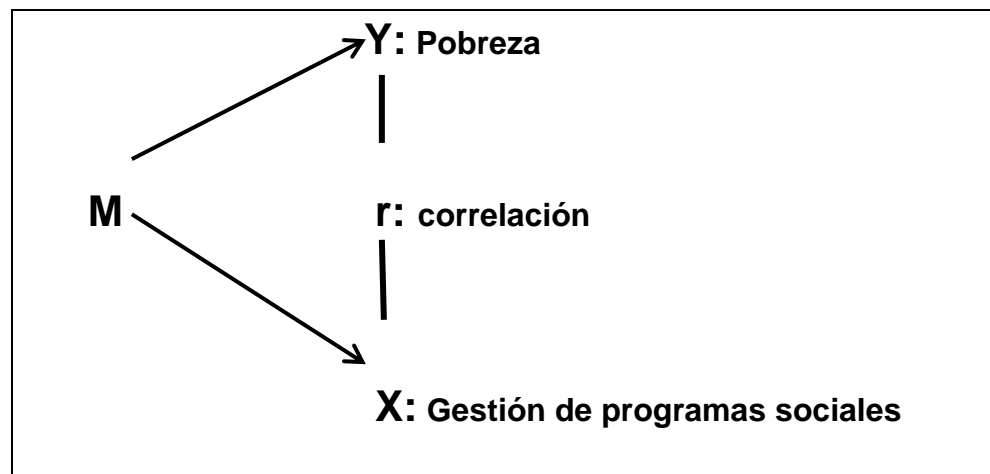 Y: Pobreza
M
r: correlación
X: Gestión de programas sociales